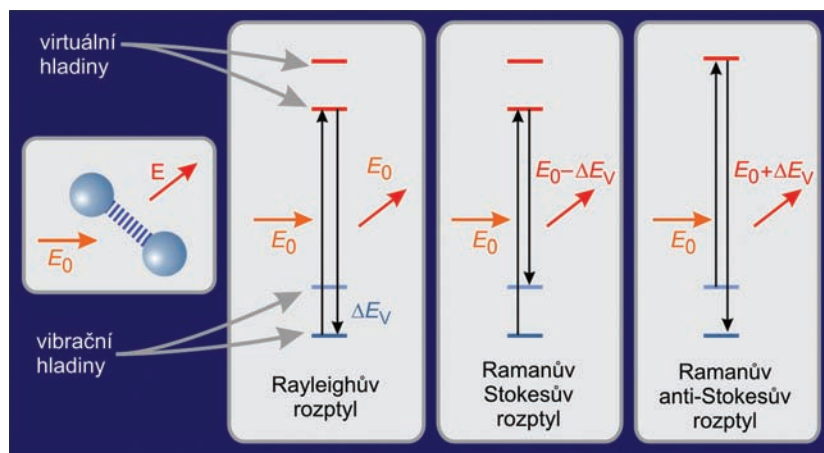 virtuální
hladiny
E
E₀
vibrační
hladiny
E₀
E₀
ΔEᵥ
Rayleighův
rozptyl
E₀–ΔEᵥ
E₀
Ramanův
Stokesův
rozptyl
E₀+ΔEᵥ
E₀
Ramanův
anti-Stokesův
rozptyl